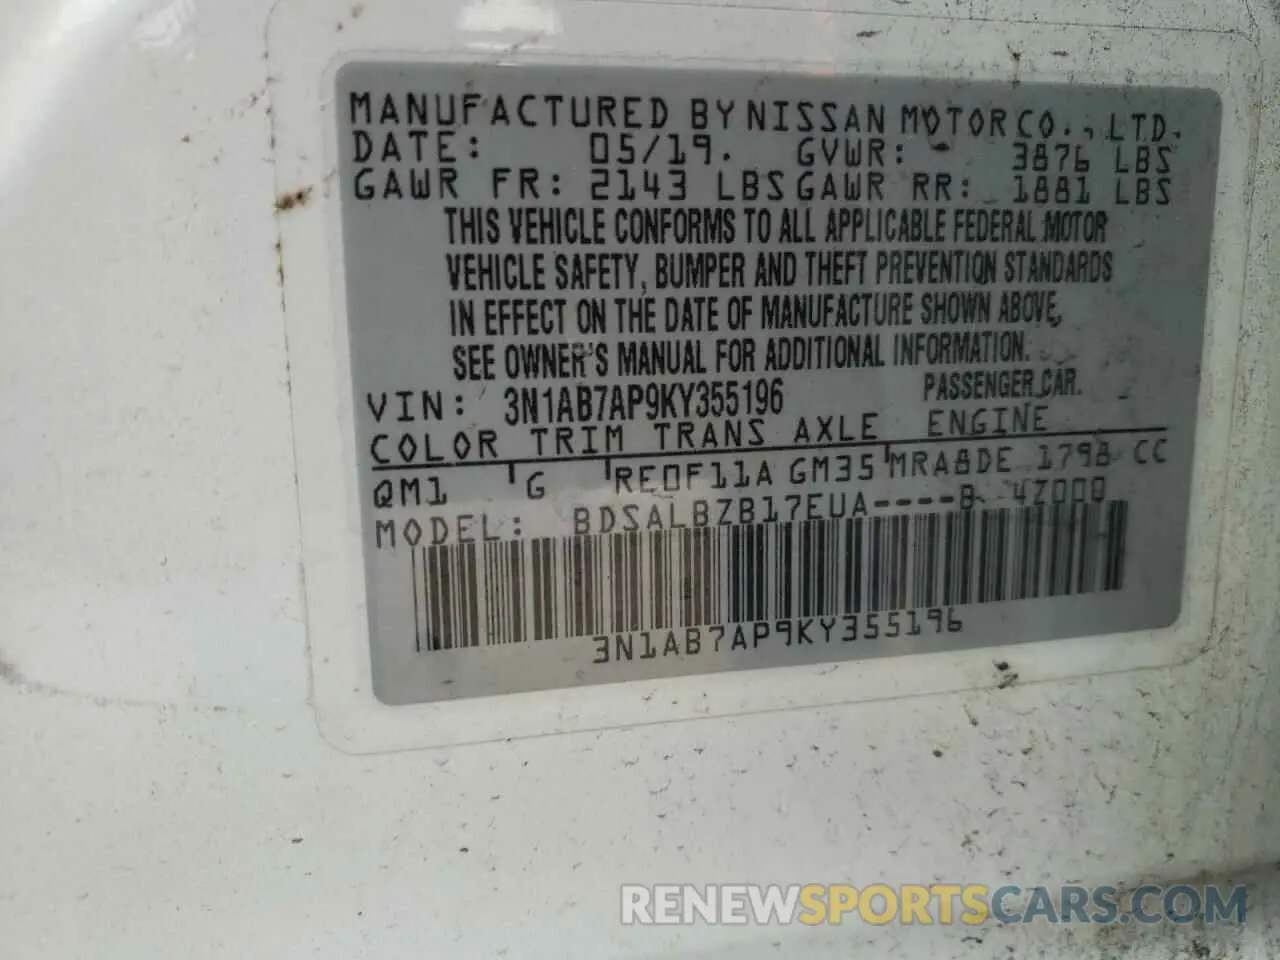 MANUFACTURED BY NISSAN MOTOR CO., LTD.
DATE: 05/19. GVWR: 3876 LBS
GAWR FR: 2143 LBS GAWR RR: 1881 LBS
THIS VEHICLE CONFORMS TO ALL APPLICABLE FEDERAL MOTOR
VEHICLE SAFETY, BUMPER AND THEFT PREVENTION STANDARDS
IN EFFECT ON THE DATE OF MANUFACTURE SHOWN ABOVE,
SEE OWNER'S MANUAL FOR ADDITIONAL INFORMATION.
VIN: 3N1AB7AP9KY355196 PASSENGER CAR.
COLOR TRIM TRANS AXLE ENGINE
QM1 G RE0F11A GM35 MRA8DE 1798 CC
MODEL: BDSALBZB17EUA----B- 4Z000
3N1AB7AP9KY355196
RENEWSPORTSCARS.COM